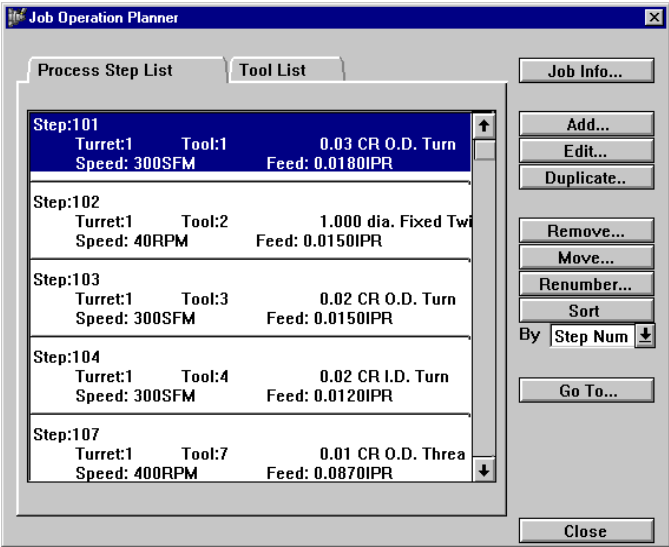 Job Operation Planner
Process Step List Tool List
Job Info...
Step:101
Turret:1 Tool:1 0.03 CR O.D. Turn
Speed: 300SFM Feed: 0.0180IPR
Step:102
Turret:1 Tool:2 1.000 dia. Fixed Twi
Speed: 40RPM Feed: 0.0150IPR
Step:103
Turret:1 Tool:3 0.02 CR O.D. Turn
Speed: 300SFM Feed: 0.0150IPR
Step:104
Turret:1 Tool:4 0.02 CR I.D. Turn
Speed: 300SFM Feed: 0.0120IPR
Step:107
Turret:1 Tool:7 0.01 CR O.D. Threa
Speed: 400RPM Feed: 0.0870IPR
Add...
Edit...
Duplicate..
Remove...
Move...
Renumber...
Sort
By Step Num
Go To...
Close